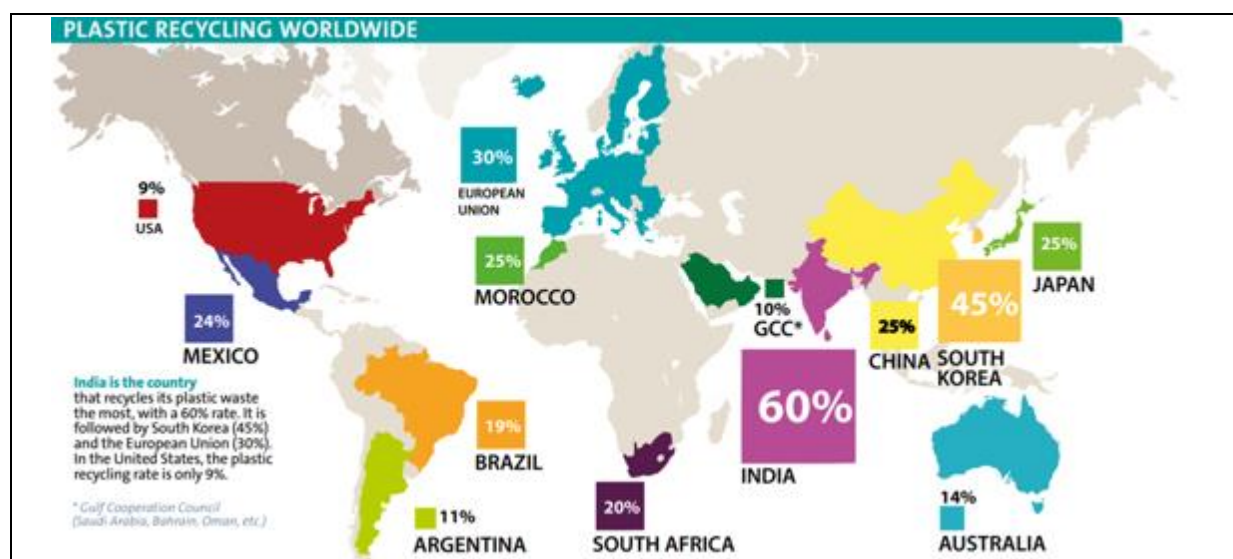 PLASTIC RECYCLING WORLDWIDE
9%
USA
30%
EUROPEAN
UNION
25%
MOROCCO
24%
MEXICO
10%
GCC*
25%
CHINA
45%
SOUTH
KOREA
25%
JAPAN
60%
INDIA
India is the country
that recycles its plastic waste
the most, with a 60% rate. It is
followed by South Korea (45%)
and the European Union (30%).
In the United States, the plastic
recycling rate is only 9%.
* Gulf Cooperation Council
(Saudi Arabia, Bahrain, Oman, etc.)
19%
BRAZIL
11%
ARGENTINA
20%
SOUTH AFRICA
14%
AUSTRALIA